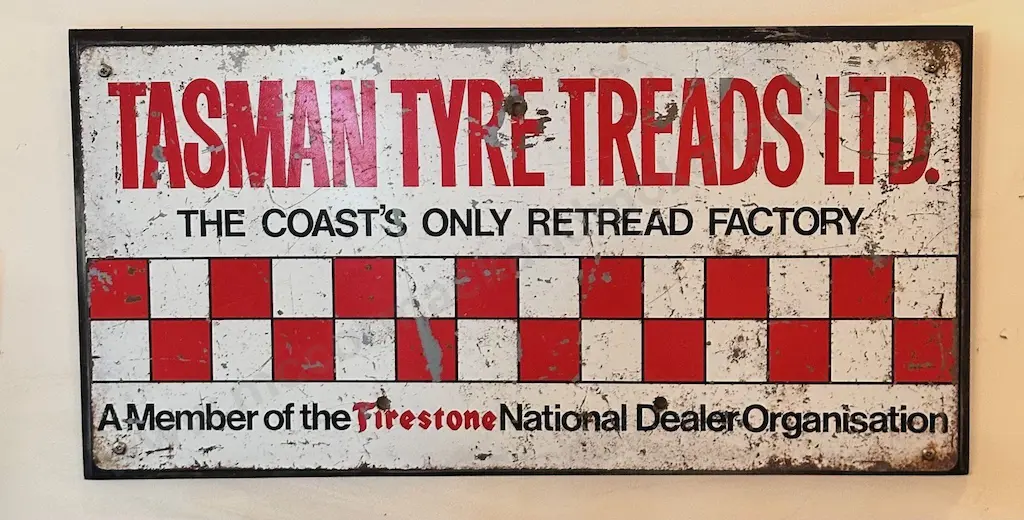 TASMAN TYRE TREADS LTD.
THE COAST'S ONLY RETREAD FACTORY
A Member of the Firestone National Dealer Organisation